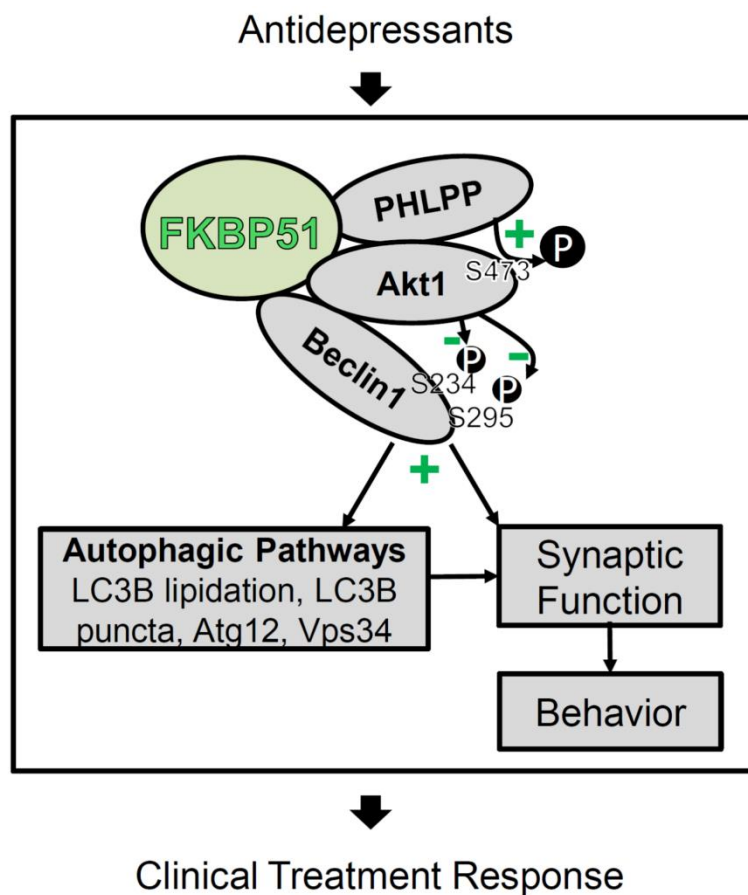 Antidepressants
FKBP51
PHLPP
+
P
S473
Akt1
-
P
-
P
Beclin1
S234
S295
+
Autophagic Pathways
LC3B lipidation, LC3B
puncta, Atg12, Vps34
Synaptic
Function
Behavior
Clinical Treatment Response